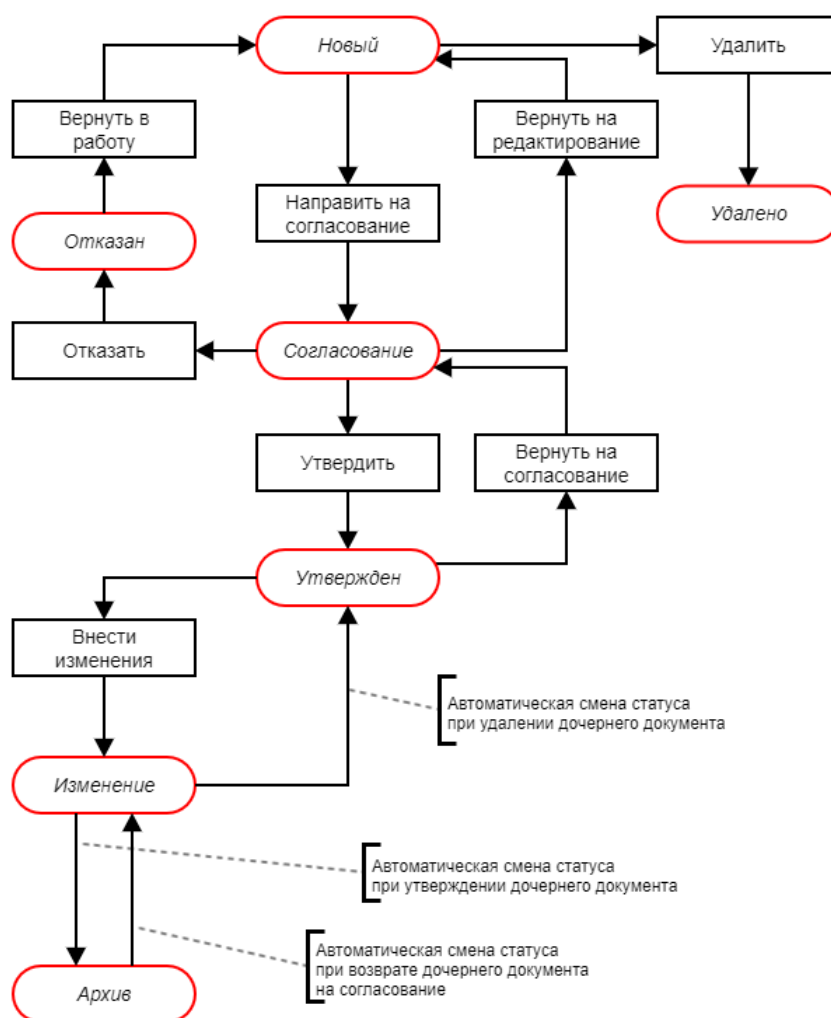 Новый
Удалить
Вернуть в
работу
Вернуть на
редактирование
Направить на
согласование
Отказан
Удалено
Отказать
Согласование
Утвердить
Вернуть на
согласование
Утвержден
Внести
изменения
Автоматическая смена статуса
при удалении дочернего документа
Изменение
Автоматическая смена статуса
при утверждении дочернего документа
Автоматическая смена статуса
при возврате дочернего документа
на согласование
Архив